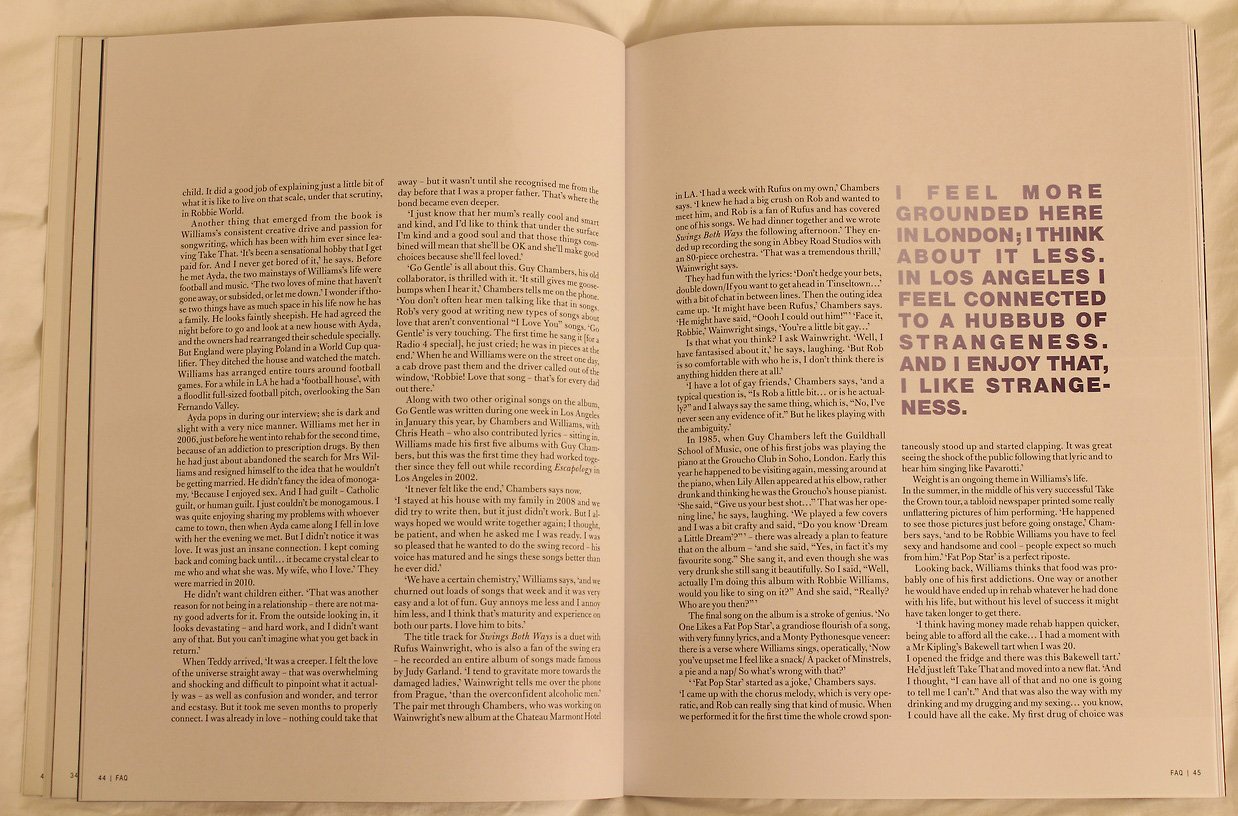 child. It did a good job of explaining just a little bit of
what it is like to live on that scale, under that scrutiny,
in Robbie World.
Another thing that emerged from the book is
Williams's consistent creative drive and passion for
songwriting, which has been with him ever since lea-
ving Take That. 'It's been a sensational hobby that I get
paid for. And I never get bored of it,' he says. Before
he met Ayda, the two mainstays of Williams's life were
football and music. 'The two loves of mine that haven't
gone away, or subsided, or let me down.' I wonder if tho-
se two things have as much space in his life now he has
a family. He looks faintly sheepish. He had agreed the
night before to go and look at a new house with Ayda,
and the owners had rearranged their schedule specially.
But England were playing Poland in a World Cup qua-
lifier. They ditched the house and watched the match.
Williams has arranged entire tours around football
games. For a while in LA he had a 'football house', with
a floodlit full-sized football pitch, overlooking the San
Fernando Valley.
Ayda pops in during our interview; she is dark and
slight with a very nice manner. Williams met her in
2006, just before he went into rehab for the second time,
because of an addiction to prescription drugs. By then
he had just about abandoned the search for Mrs Wil-
liams and resigned himself to the idea that he wouldn't
be getting married. He didn't fancy the idea of monoga-
my. 'Because I enjoyed sex. And I had guilt – Catholic
guilt, or human guilt. I just couldn't be monogamous. I
was quite enjoying sharing my problems with whoever
came to town, then when Ayda came along I fell in love
with her the evening we met. But I didn't notice it was
love. It was just an insane connection. I kept coming
back and coming back until… it became crystal clear to
me who and what she was. My wife, who I love.' They
were married in 2010.
He didn't want children either. 'That was another
reason for not being in a relationship – there are not ma-
ny good adverts for it. From the outside looking in, it
looks devastating – and hard work, and I didn't want
any of that. But you can't imagine what you get back in
return.'
When Teddy arrived, 'It was a creeper. I felt the love
of the universe straight away – that was overwhelming
and shocking and difficult to pinpoint what it actual-
ly was – as well as confusion and wonder, and terror
and ecstasy. But it took me seven months to properly
connect. I was already in love – nothing could take that
away – but it wasn't until she recognised me from the
day before that I was a proper father. That's where the
bond became even deeper.
'I just know that her mum's really cool and smart
and kind, and I'd like to think that under the surface
I'm kind and a good soul and that those things com-
bined will mean that she'll be OK and she'll make good
choices because she'll feel loved.'
'Go Gentle' is all about this. Guy Chambers, his old
collaborator, is thrilled with it. 'It still gives me goose-
bumps when I hear it,' Chambers tells me on the phone.
'You don't often hear men talking like that in songs.
Rob's very good at writing new types of songs about
love that aren't conventional "I Love You" songs. 'Go
Gentle' is very touching. The first time he sang it [for a
Radio 4 special], he just cried; he was in pieces at the
end.' When he and Williams were on the street one day,
a cab drove past them and the driver called out of the
window, 'Robbie! Love that song – that's for every dad
out there.'
Along with two other original songs on the album,
Go Gentle was written during one week in Los Angeles
in January this year, by Chambers and Williams, with
Chris Heath – who also contributed lyrics – sitting in.
Williams made his first five albums with Guy Cham-
bers, but this was the first time they had worked toge-
ther since they fell out while recording Escapology in
Los Angeles in 2002.
'It never felt like the end,' Chambers says now.
'I stayed at his house with my family in 2008 and we
did try to write then, but it just didn't work. But I al-
ways hoped we would write together again; I thought,
be patient, and when he asked me I was ready. I was
so pleased that he wanted to do the swing record – his
voice has matured and he sings these songs better than
he ever did.'
'We have a certain chemistry,' Williams says, 'and we
churned out loads of songs that week and it was very
easy and a lot of fun. Guy annoys me less and I annoy
him less, and I think that's maturity and experience on
both our parts. I love him to bits.'
The title track for Swings Both Ways is a duet with
Rufus Wainwright, who is also a fan of the swing era
– he recorded an entire album of songs made famous
by Judy Garland. 'I tend to gravitate more towards the
damaged ladies,' Wainwright tells me over the phone
from Prague, 'than the overconfident alcoholic men.'
The pair met through Chambers, who was working on
Wainwright's new album at the Chateau Marmont Hotel
4
34
44 | FAQ
in LA. 'I had a week with Rufus on my own,' Chambers
says. 'I knew he had a big crush on Rob and wanted to
meet him, and Rob is a fan of Rufus and has covered
one of his songs. We had dinner together and we wrote
Swings Both Ways the following afternoon.' They en-
ded up recording the song in Abbey Road Studios with
an 80-piece orchestra. 'That was a tremendous thrill,'
Wainwright says.
They had fun with the lyrics: 'Don't hedge your bets,
double down/If you want to get ahead in Tinseltown…'
with a bit of chat in between lines. Then the outing idea
came up. 'It might have been Rufus,' Chambers says.
'He might have said, "Oooh I could out him!"' 'Face it,
Robbie,' Wainwright sings, 'You're a little bit gay…'
Is that what you think? I ask Wainwright. 'Well, I
have fantasised about it,' he says, laughing. 'But Rob
is so comfortable with who he is, I don't think there is
anything hidden there at all.'
'I have a lot of gay friends,' Chambers says, 'and a
typical question is, "Is Rob a little bit… or is he actual-
ly?" and I always say the same thing, which is, "No, I've
never seen any evidence of it." But he likes playing with
the ambiguity.'
In 1985, when Guy Chambers left the Guildhall
School of Music, one of his first jobs was playing the
piano at the Groucho Club in Soho, London. Early this
year he happened to be visiting again, messing around at
the piano, when Lily Allen appeared at his elbow, rather
drunk and thinking he was the Groucho's house pianist.
'She said, "Give us your best shot…" That was her ope-
ning line,' he says, laughing. 'We played a few covers
and I was a bit crafty and said, "Do you know 'Dream
a Little Dream'?"' – there was already a plan to feature
that on the album – 'and she said, "Yes, in fact it's my
favourite song." She sang it, and even though she was
very drunk she still sang it beautifully. So I said, "Well,
actually I'm doing this album with Robbie Williams,
would you like to sing on it?" And she said, "Really?
Who are you then?"'
The final song on the album is a stroke of genius. 'No
One Likes a Fat Pop Star', a grandiose flourish of a song,
with very funny lyrics, and a Monty Pythonesque veneer:
there is a verse where Williams sings, operatically, 'Now
you've upset me I feel like a snack/ A packet of Minstrels,
a pie and a nap/ So what's wrong with that?'
''Fat Pop Star' started as a joke,' Chambers says.
'I came up with the chorus melody, which is very ope-
ratic, and Rob can really sing that kind of music. When
we performed it for the first time the whole crowd spon-
I FEEL MORE
GROUNDED HERE
IN LONDON; I THINK
ABOUT IT LESS.
IN LOS ANGELES I
FEEL CONNECTED
TO A HUBBUB OF
STRANGENESS.
AND I ENJOY THAT,
I LIKE STRANGE-
NESS.
taneously stood up and started clapping. It was great
seeing the shock of the public following that lyric and to
hear him singing like Pavarotti.'
Weight is an ongoing theme in Williams's life.
In the summer, in the middle of his very successful Take
the Crown tour, a tabloid newspaper printed some really
unflattering pictures of him performing. 'He happened
to see those pictures just before going onstage,' Cham-
bers says, 'and to be Robbie Williams you have to feel
sexy and handsome and cool – people expect so much
from him.' 'Fat Pop Star' is a perfect riposte.
Looking back, Williams thinks that food was pro-
bably one of his first addictions. One way or another
he would have ended up in rehab whatever he had done
with his life, but without his level of success it might
have taken longer to get there.
'I think having money made rehab happen quicker,
being able to afford all the cake… I had a moment with
a Mr Kipling's Bakewell tart when I was 20.
I opened the fridge and there was this Bakewell tart.'
He'd just left Take That and moved into a new flat. 'And
I thought, "I can have all of that and no one is going
to tell me I can't." And that was also the way with my
drinking and my drugging and my sexing… you know,
I could have all the cake. My first drug of choice was
FAQ | 45